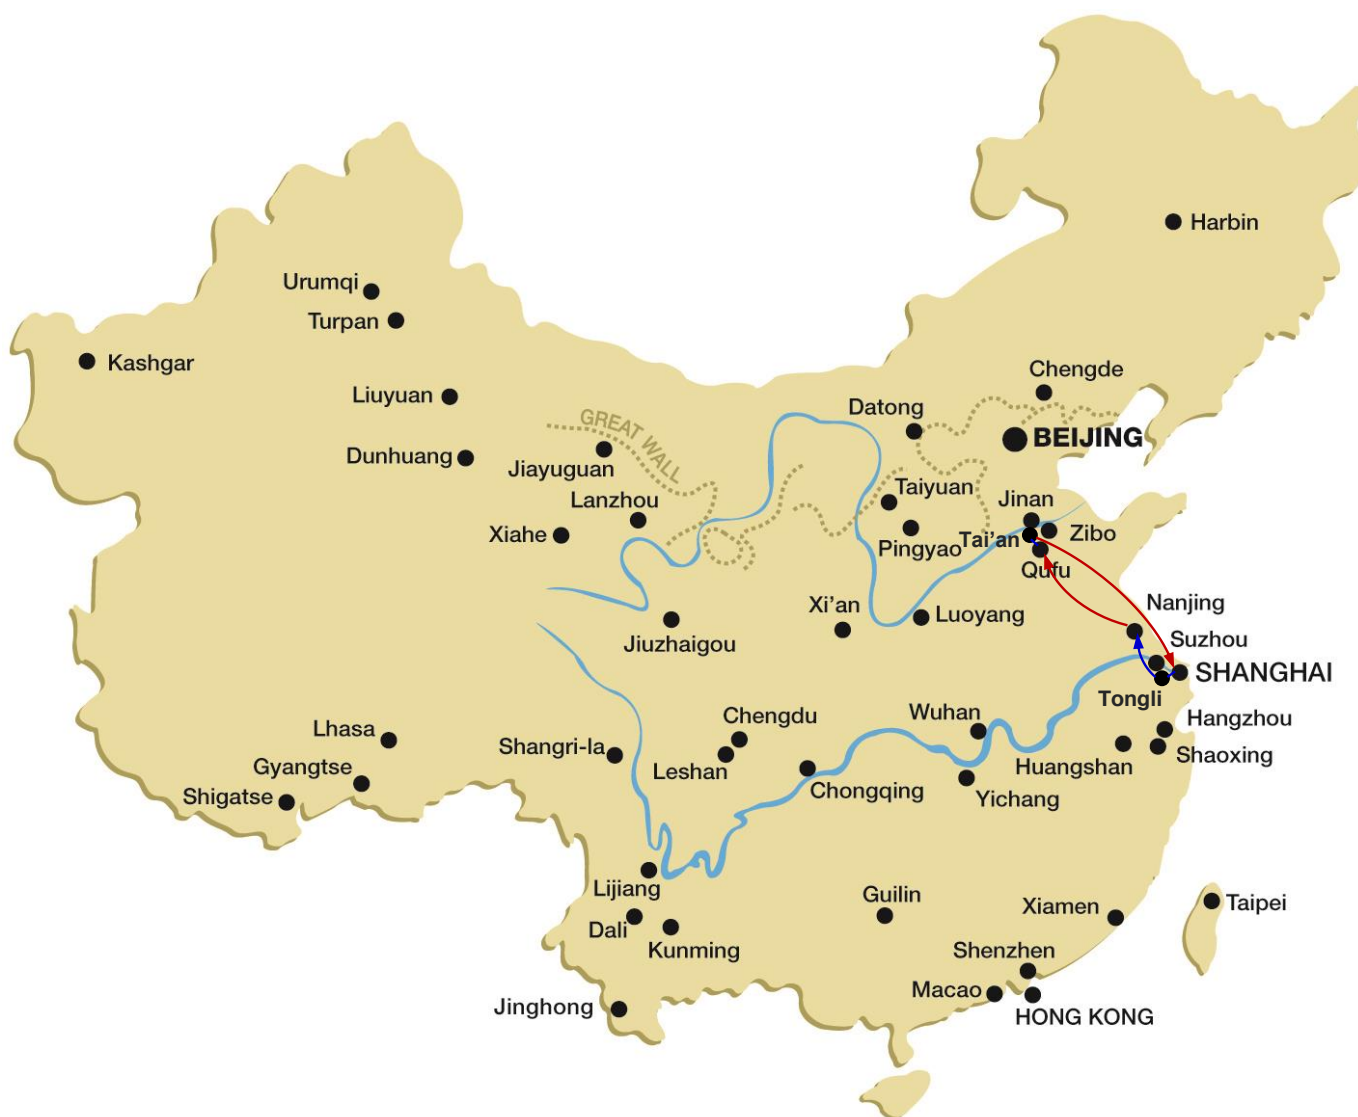 Harbin
Urumqi
Turpan
Kashgar
Chengde
Liuyuan
Datong
GREAT WALL
BEIJING
Dunhuang
Jiayuguan
Taiyuan
Lanzhou
Jinan
Xiahe
Zibo
Tai'an
Pingyao
Qufu
Xi'an
Nanjing
Luoyang
Jiuzhaigou
Suzhou
SHANGHAI
Tongli
Chengdu
Wuhan
Hangzhou
Lhasa
Shangri-la
Shaoxing
Gyangtse
Leshan
Huangshan
Shigatse
Chongqing
Yichang
Lijiang
Guilin
Xiamen
Taipei
Dali
Kunming
Shenzhen
Macao
Jinghong
HONG KONG